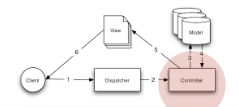 View
Model
6
5
3
4
Client
1
Dispatcher
2
Controller